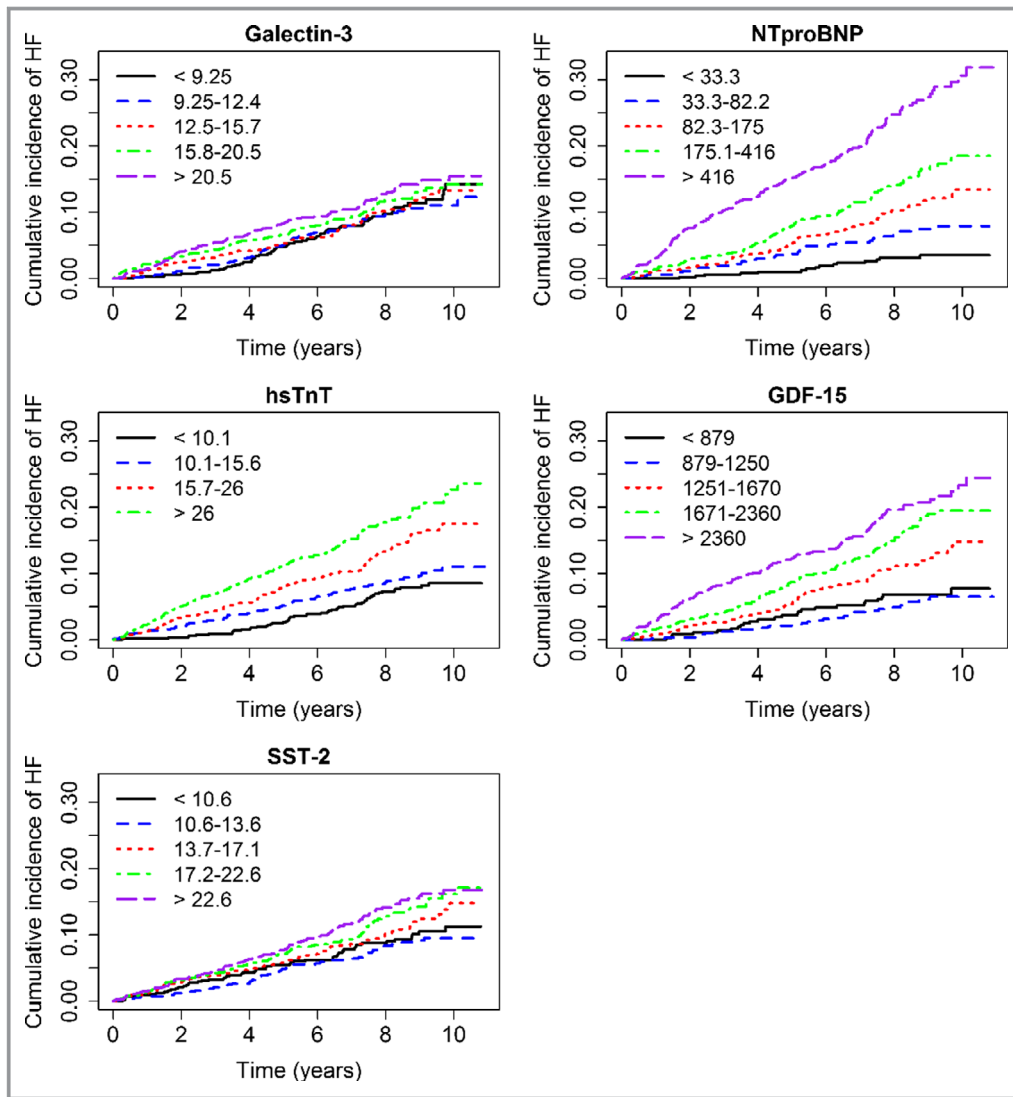 Galectin-3
Cumulative incidence of HF
0.00 0.10 0.20 0.30
< 9.25
9.25-12.4
12.5-15.7
15.8-20.5
> 20.5
0 2 4 6 8 10
Time (years)
NTproBNP
Cumulative incidence of HF
0.00 0.10 0.20 0.30
< 33.3
33.3-82.2
82.3-175
175.1-416
> 416
0 2 4 6 8 10
Time (years)
hsTnT
Cumulative incidence of HF
0.00 0.10 0.20 0.30
< 10.1
10.1-15.6
15.7-26
> 26
0 2 4 6 8 10
Time (years)
GDF-15
Cumulative incidence of HF
0.00 0.10 0.20 0.30
< 879
879-1250
1251-1670
1671-2360
> 2360
0 2 4 6 8 10
Time (years)
SST-2
Cumulative incidence of HF
0.00 0.10 0.20 0.30
< 10.6
10.6-13.6
13.7-17.1
17.2-22.6
> 22.6
0 2 4 6 8 10
Time (years)